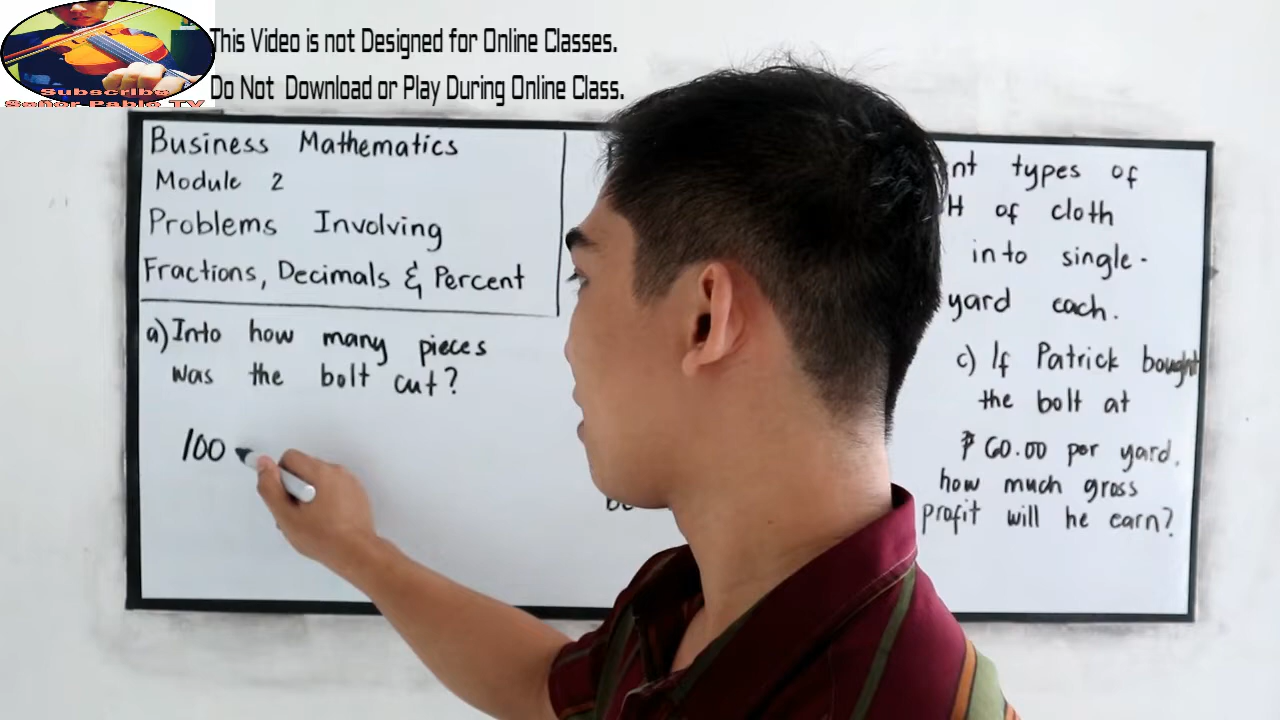 This Video is not Designed for Online Classes.
Do Not Download or Play During Online Class.
Subscribe
Señor Pablo TV
Business Mathematics
Module 2
Problems Involving
Fractions, Decimals & Percent
a) Into how many pieces
was the bolt cut?
100
types of
of cloth
into single-
yard each.
c) If Patrick bought
the bolt at
₱60.00 per yard.
how much gross
profit will he earn?